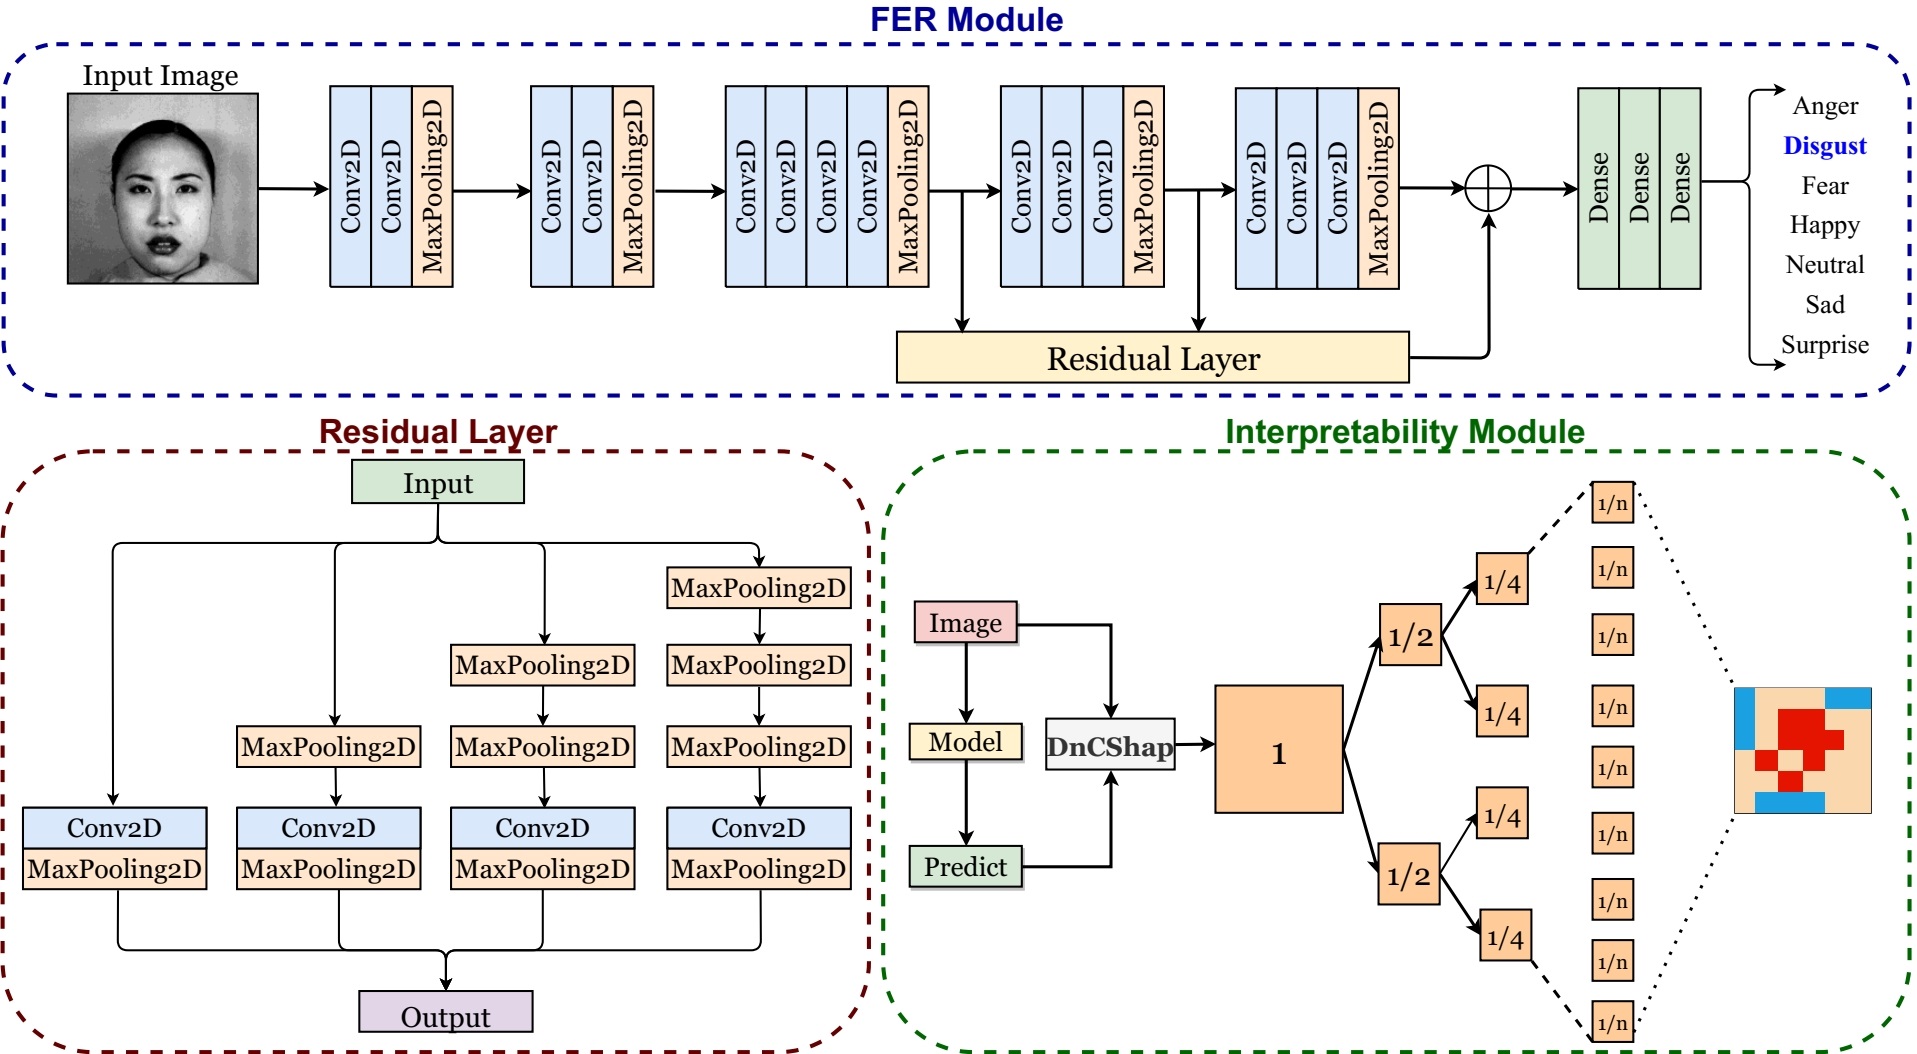 FER Module
Input Image
Conv2D
Conv2D
MaxPooling2D
Conv2D
Conv2D
MaxPooling2D
Conv2D
Conv2D
Conv2D
Conv2D
MaxPooling2D
Conv2D
Conv2D
Conv2D
MaxPooling2D
Conv2D
Conv2D
Conv2D
MaxPooling2D
Dense
Dense
Dense
Anger
Disgust
Fear
Happy
Neutral
Sad
Surprise
Residual Layer
Residual Layer
Input
MaxPooling2D
MaxPooling2D
MaxPooling2D
MaxPooling2D
MaxPooling2D
MaxPooling2D
Conv2D
Conv2D
Conv2D
Conv2D
MaxPooling2D
MaxPooling2D
MaxPooling2D
MaxPooling2D
Output
Interpretability Module
Image
Model
Predict
DnCShap
1
1/2
1/2
1/4
1/4
1/4
1/4
1/n
1/n
1/n
1/n
1/n
1/n
1/n
1/n
1/n